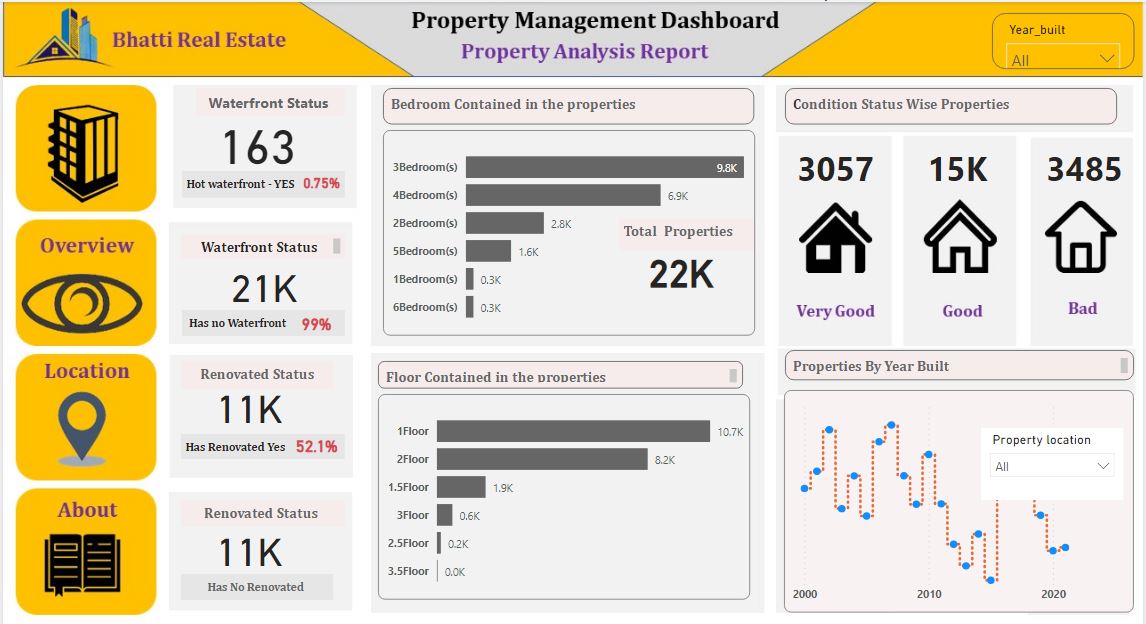 Bhatti Real Estate
Property Management Dashboard
Property Analysis Report
Year_built
All
Overview
Location
About
Waterfront Status
163
Hot waterfront - YES 0.75%
Waterfront Status
21K
Has no Waterfront 99%
Renovated Status
11K
Has Renovated Yes 52.1%
Renovated Status
11K
Has No Renovated
Bedroom Contained in the properties
3Bedroom(s) 9.8K
4Bedroom(s) 6.9K
2Bedroom(s) 2.8K
5Bedroom(s) 1.6K
1Bedroom(s) 0.3K
6Bedroom(s) 0.3K
Total Properties
22K
Floor Contained in the properties
1Floor 10.7K
2Floor 8.2K
1.5Floor 1.9K
3Floor 0.6K
2.5Floor 0.2K
3.5Floor 0.0K
Condition Status Wise Properties
3057 15K 3485
Very Good Good Bad
Properties By Year Built
Property location
All
2000 2010 2020